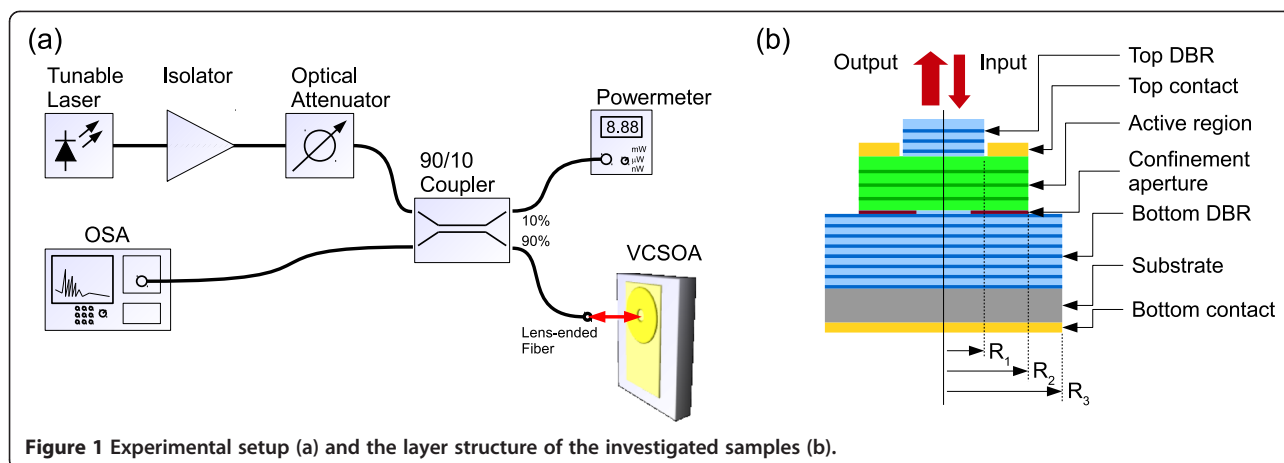 (a)
Tunable
Laser
Isolator
Optical
Attenuator
Powermeter
8.88
mW
µW
nW
90/10
Coupler
10%
90%
OSA
VCSOA
Lens-ended
Fiber
(b)
Output
Input
Top DBR
Top contact
Active region
Confinement
aperture
Bottom DBR
Substrate
Bottom contact
R1
R2
R3
Figure 1 Experimental setup (a) and the layer structure of the investigated samples (b).